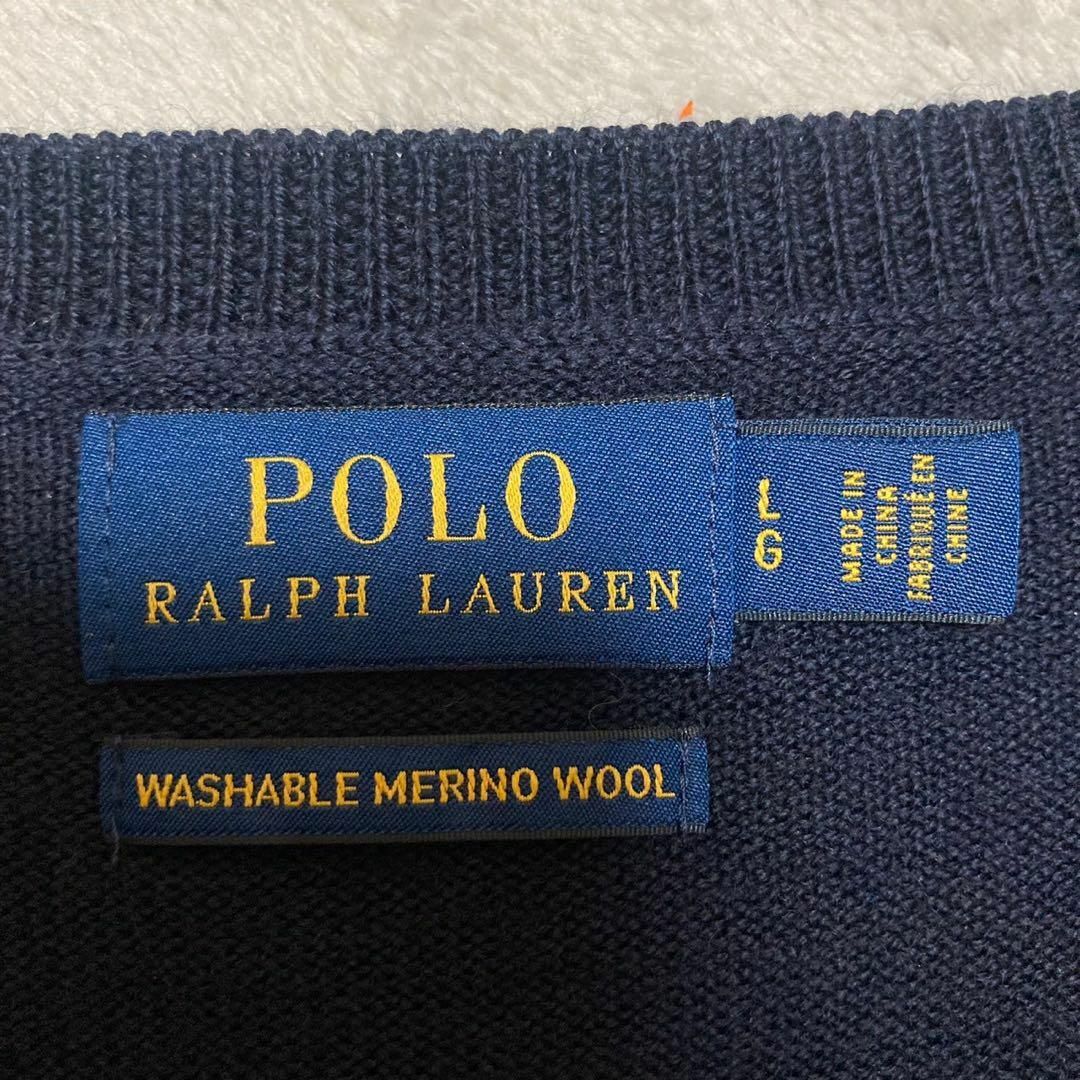 POLO
RALPH LAUREN
L
G
MADE IN
CHINA
FABRIQUÉ EN
CHINE
WASHABLE MERINO WOOL